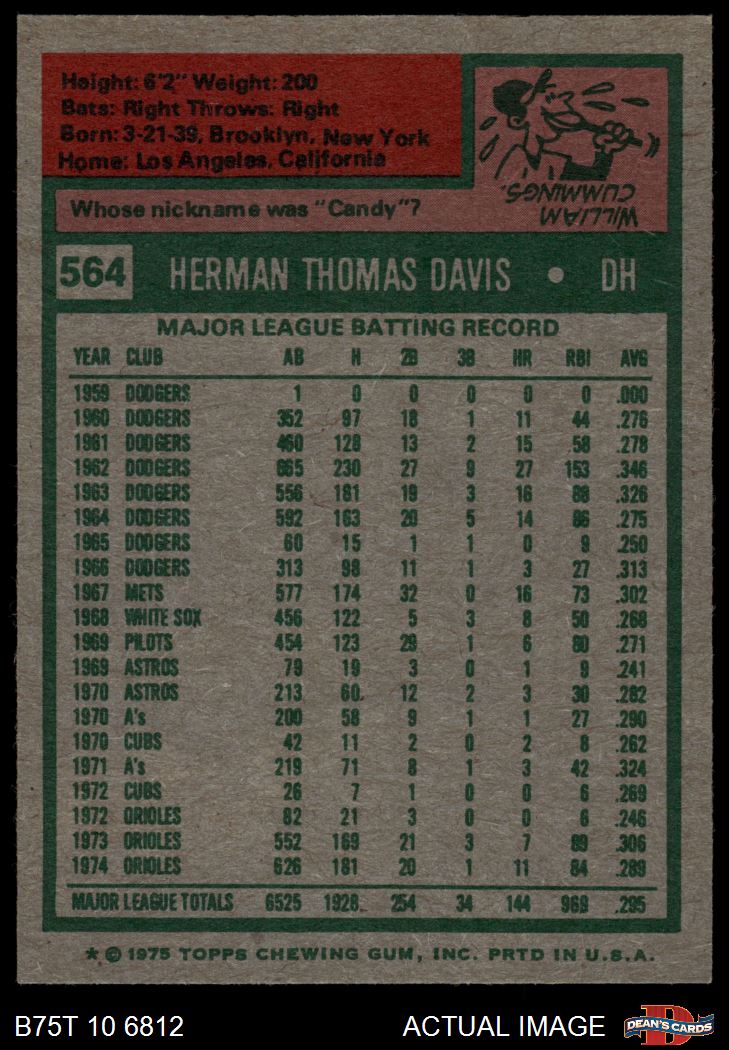 Height: 6'2" Weight: 200
Bats: Right Throws: Right
Born: 3-21-39, Brooklyn, New York
Home: Los Angeles, California
Whose nickname was "Candy"?
WILLIAM
CUMMINGS.
564 HERMAN THOMAS DAVIS • DH
MAJOR LEAGUE BATTING RECORD
YEAR CLUB AB H 2B 3B HR RBI AVG
1959 DODGERS 1 0 0 0 0 0 .000
1960 DODGERS 352 97 18 1 11 44 .276
1961 DODGERS 460 128 13 2 15 58 .278
1962 DODGERS 665 230 27 9 27 153 .346
1963 DODGERS 556 181 19 3 16 88 .326
1964 DODGERS 592 163 20 5 14 86 .275
1965 DODGERS 60 15 1 1 0 9 .250
1966 DODGERS 313 98 11 1 3 27 .313
1967 METS 577 174 32 0 16 73 .302
1968 WHITE SOX 456 122 5 3 8 50 .268
1969 PILOTS 454 123 29 1 6 80 .271
1969 ASTROS 79 19 3 0 1 9 .241
1970 ASTROS 213 60 12 2 3 30 .282
1970 A's 200 58 9 1 1 27 .290
1970 CUBS 42 11 2 0 2 8 .262
1971 A's 219 71 8 1 3 42 .324
1972 CUBS 26 7 1 0 0 6 .269
1972 ORIOLES 82 21 3 0 0 6 .246
1973 ORIOLES 552 169 21 3 7 89 .306
1974 ORIOLES 626 181 20 1 11 84 .289
MAJOR LEAGUE TOTALS 6525 1928 254 34 144 969 .295
* © 1975 TOPPS CHEWING GUM, INC. PRTD IN U.S.A.
B75T 10 6812 ACTUAL IMAGE DEAN'S CARDS